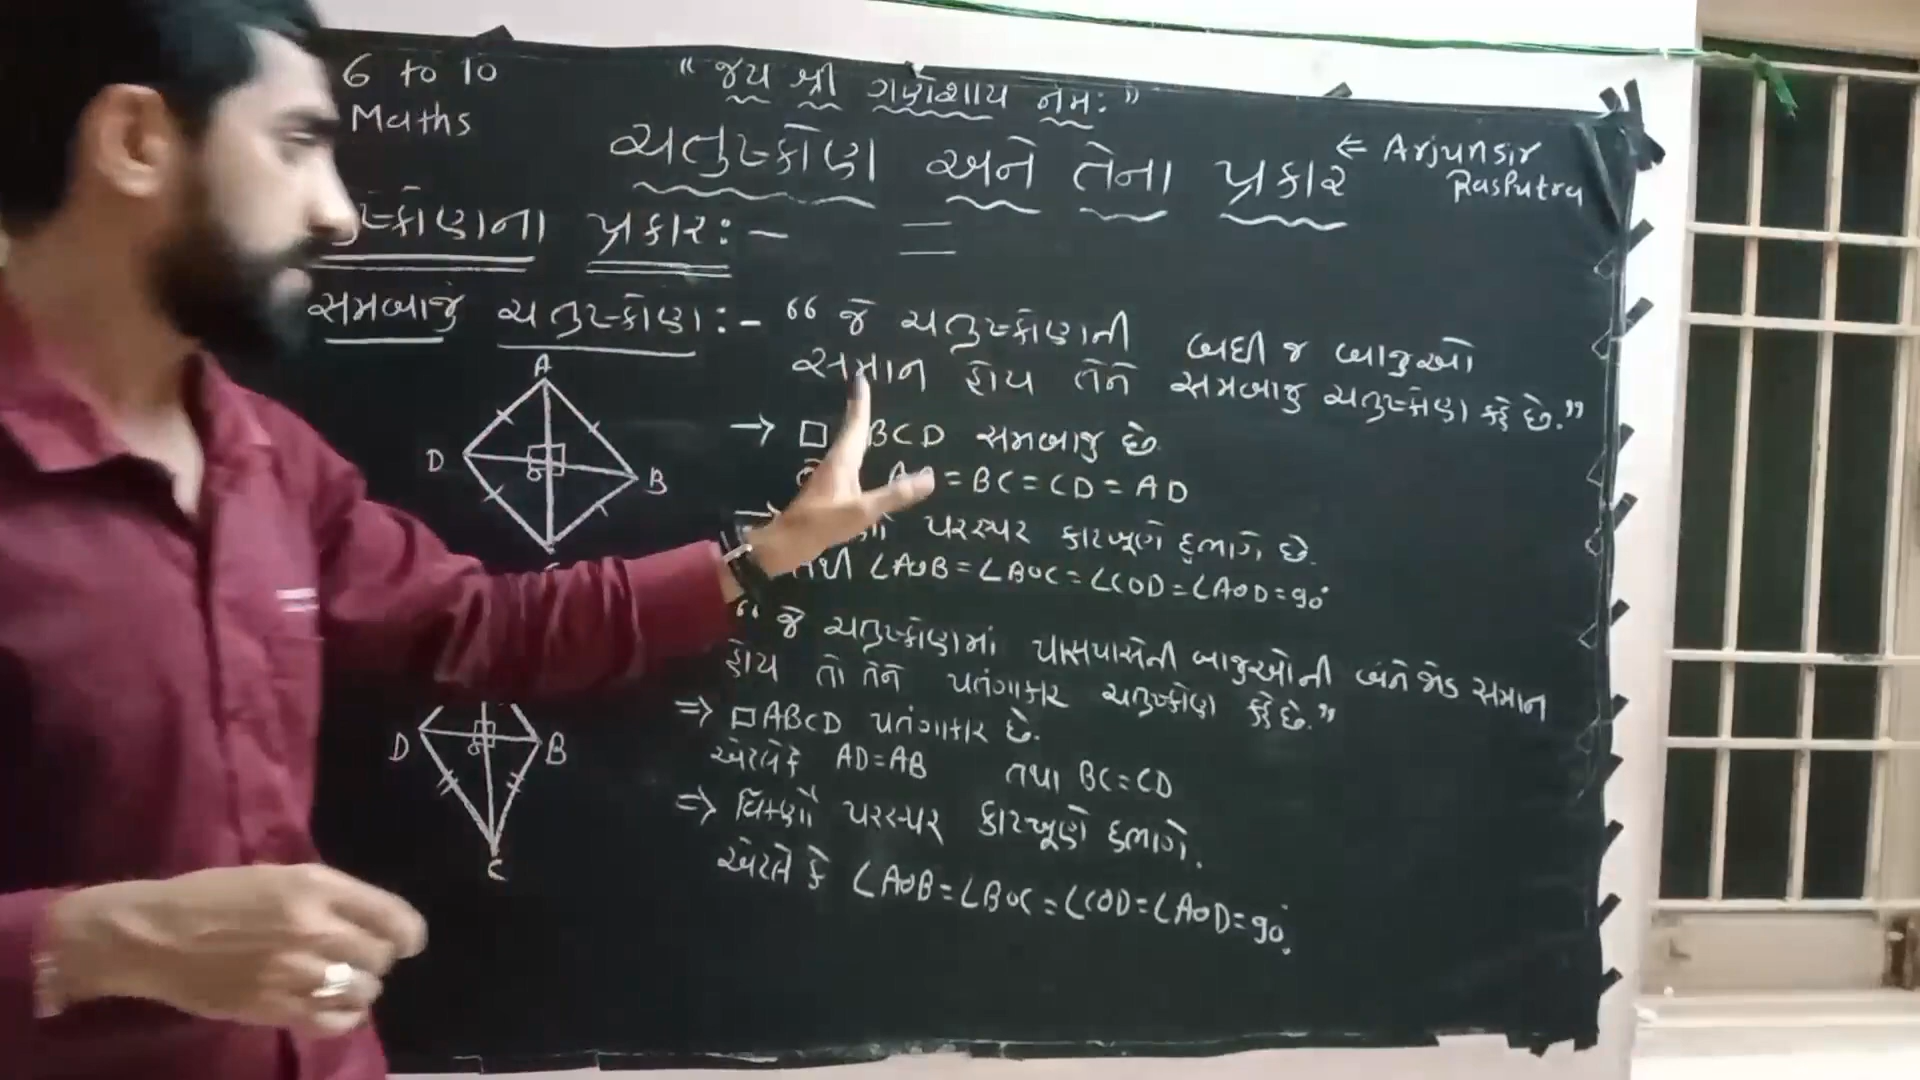 6 to 10
Maths
“જય શ્રી ગણેશાય નમઃ”
ચતુષ્કોણ અને તેના પ્રકાર
⇐ Arjunsir
Rasputra
પ્રકાર:-
સમબાજુ ચતુષ્કોણ:- “જે ચતુષ્કોણની બધી જ બાજુઓ
સમાન હોય તેને સમબાજુ ચતુષ્કોણ કહે છે.”
A
D
B
→ □ BCD સમબાજુ છે.
= BC = CD = AD
પરસ્પર કાટખૂણે દુભાગે છે.
∠AOB = ∠BOC = ∠COD = ∠AOD = 90°
“જે ચતુષ્કોણમાં પાસપાસેની બાજુઓની બંને જોડ સમાન
હોય તો તેને પતંગાકાર ચતુષ્કોણ કહે છે.”
⇒ □ABCD પતંગાકાર છે.
એટલે કે AD=AB તથા BC=CD
D
B
C
⇒ વિકર્ણો પરસ્પર કાટખૂણે દુભાગે.
એટલે કે ∠AOB = ∠BOC = ∠COD = ∠AOD = 90°.